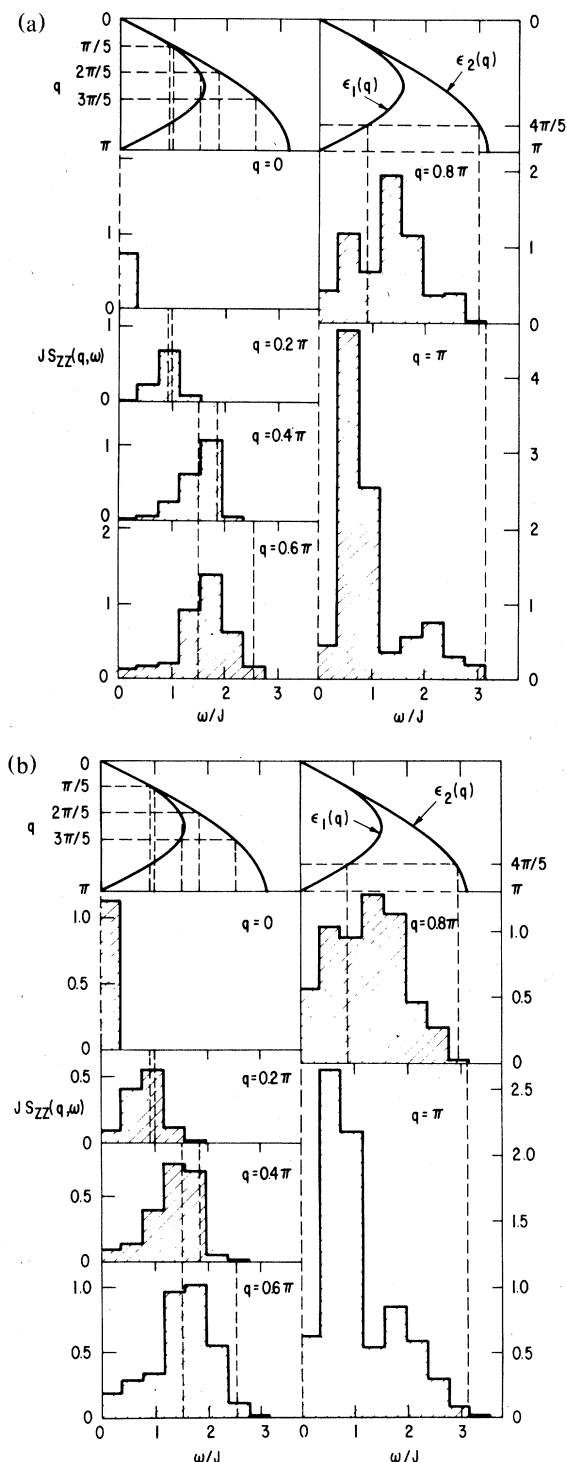 (a)
0
π/5
2π/5
q
3π/5
π
ε₁(q)
ε₂(q)
0
4π/5
π
q = 0
1
0
q = 0.8π
2
1
0
1
J S_ZZ(q,ω)
q = 0.2π
0
q = π
4
3
2
1
0
1
q = 0.4π
0
2
q = 0.6π
1
0
0 1 2 3
ω/J
0 1 2 3
ω/J
(b)
0
π/5
2π/5
q
3π/5
π
ε₁(q)
ε₂(q)
0
4π/5
π
1.0
q = 0
0.5
0
q = 0.8π
1.0
0.5
0
0.5
q = 0.2π
J S_ZZ(q,ω)
0
q = π
2.5
2.0
1.5
1.0
0.5
0
0.5
q = 0.4π
0
1.0
q = 0.6π
0.5
0
0 1 2 3
ω/J
0 1 2 3
ω/J